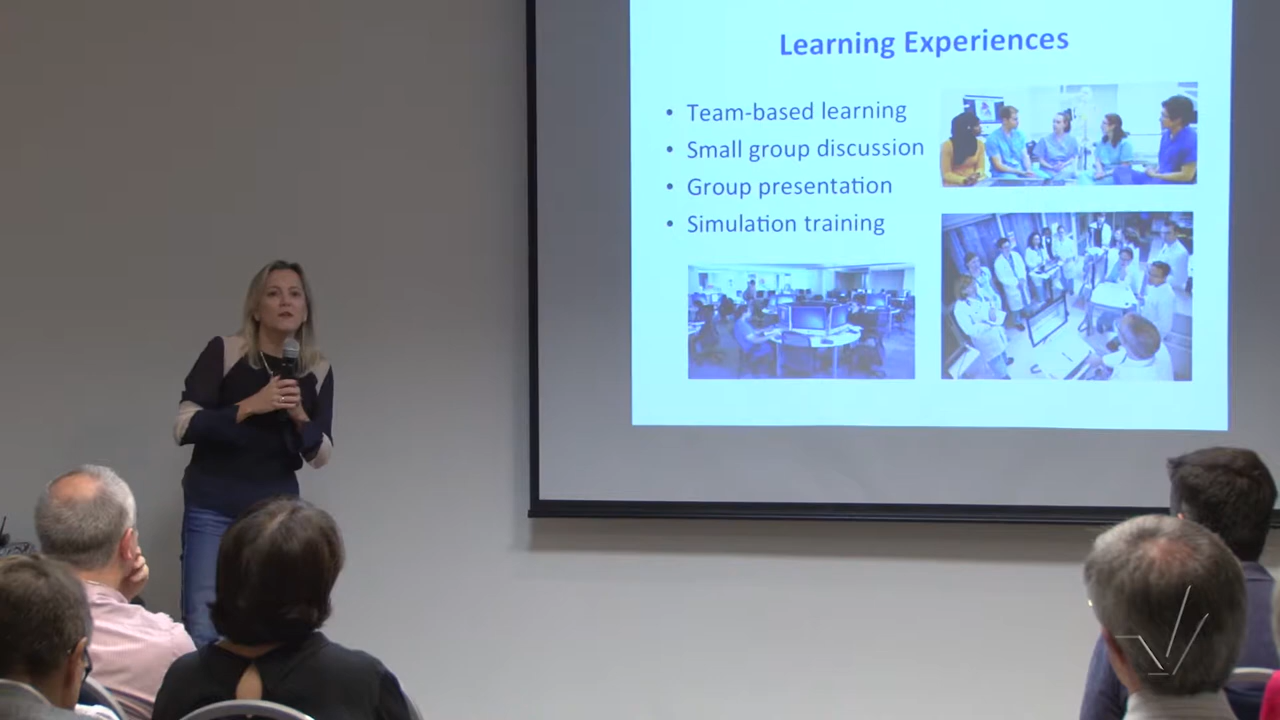 Learning Experiences
• Team-based learning
• Small group discussion
• Group presentation
• Simulation training